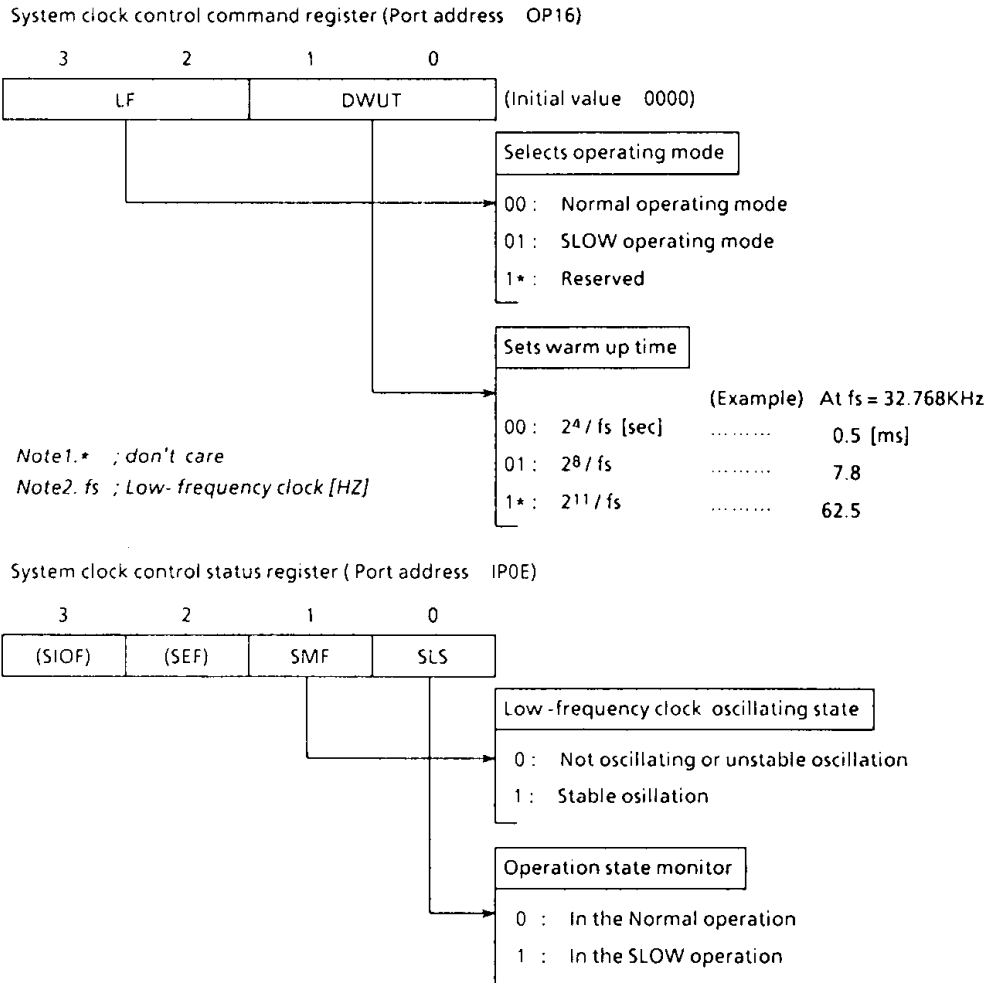 System clock control command register (Port address OP16)
3 2 1 0
LF DWUT (Initial value 0000)
Selects operating mode
00 : Normal operating mode
01 : SLOW operating mode
1* : Reserved
Sets warm up time
(Example) At fs = 32.768KHz
00 : 2⁴ / fs [sec] ......... 0.5 [ms]
01 : 2⁸ / fs ......... 7.8
1* : 2¹¹ / fs ......... 62.5
Note1. * ; don't care
Note2. fs ; Low- frequency clock [HZ]
System clock control status register ( Port address IP0E)
3 2 1 0
(SIOF) (SEF) SMF SLS
Low -frequency clock oscillating state
0 : Not oscillating or unstable oscillation
1 : Stable osillation
Operation state monitor
0 : In the Normal operation
1 : In the SLOW operation